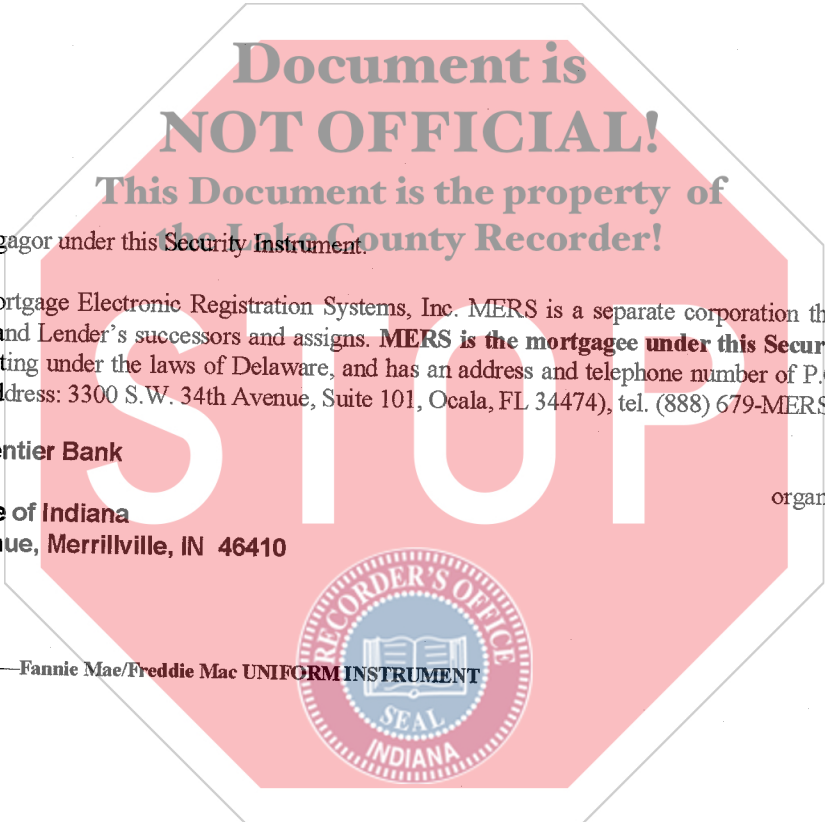 Document is
NOT OFFICIAL!
This Document is the property of
the Lake County Recorder!
gagor under this Security Instrument.
ortgage Electronic Registration Systems, Inc. MERS is a separate corporation th
and Lender's successors and assigns. MERS is the mortgagee under this Secur
ting under the laws of Delaware, and has an address and telephone number of P.
ldress: 3300 S.W. 34th Avenue, Suite 101, Ocala, FL 34474), tel. (888) 679-MERS
STOP
entier Bank
organ
e of Indiana
ue, Merrillville, IN 46410
RECORDER'S OFFICE
SEAL
INDIANA
—Fannie Mae/Freddie Mac UNIFORM INSTRUMENT